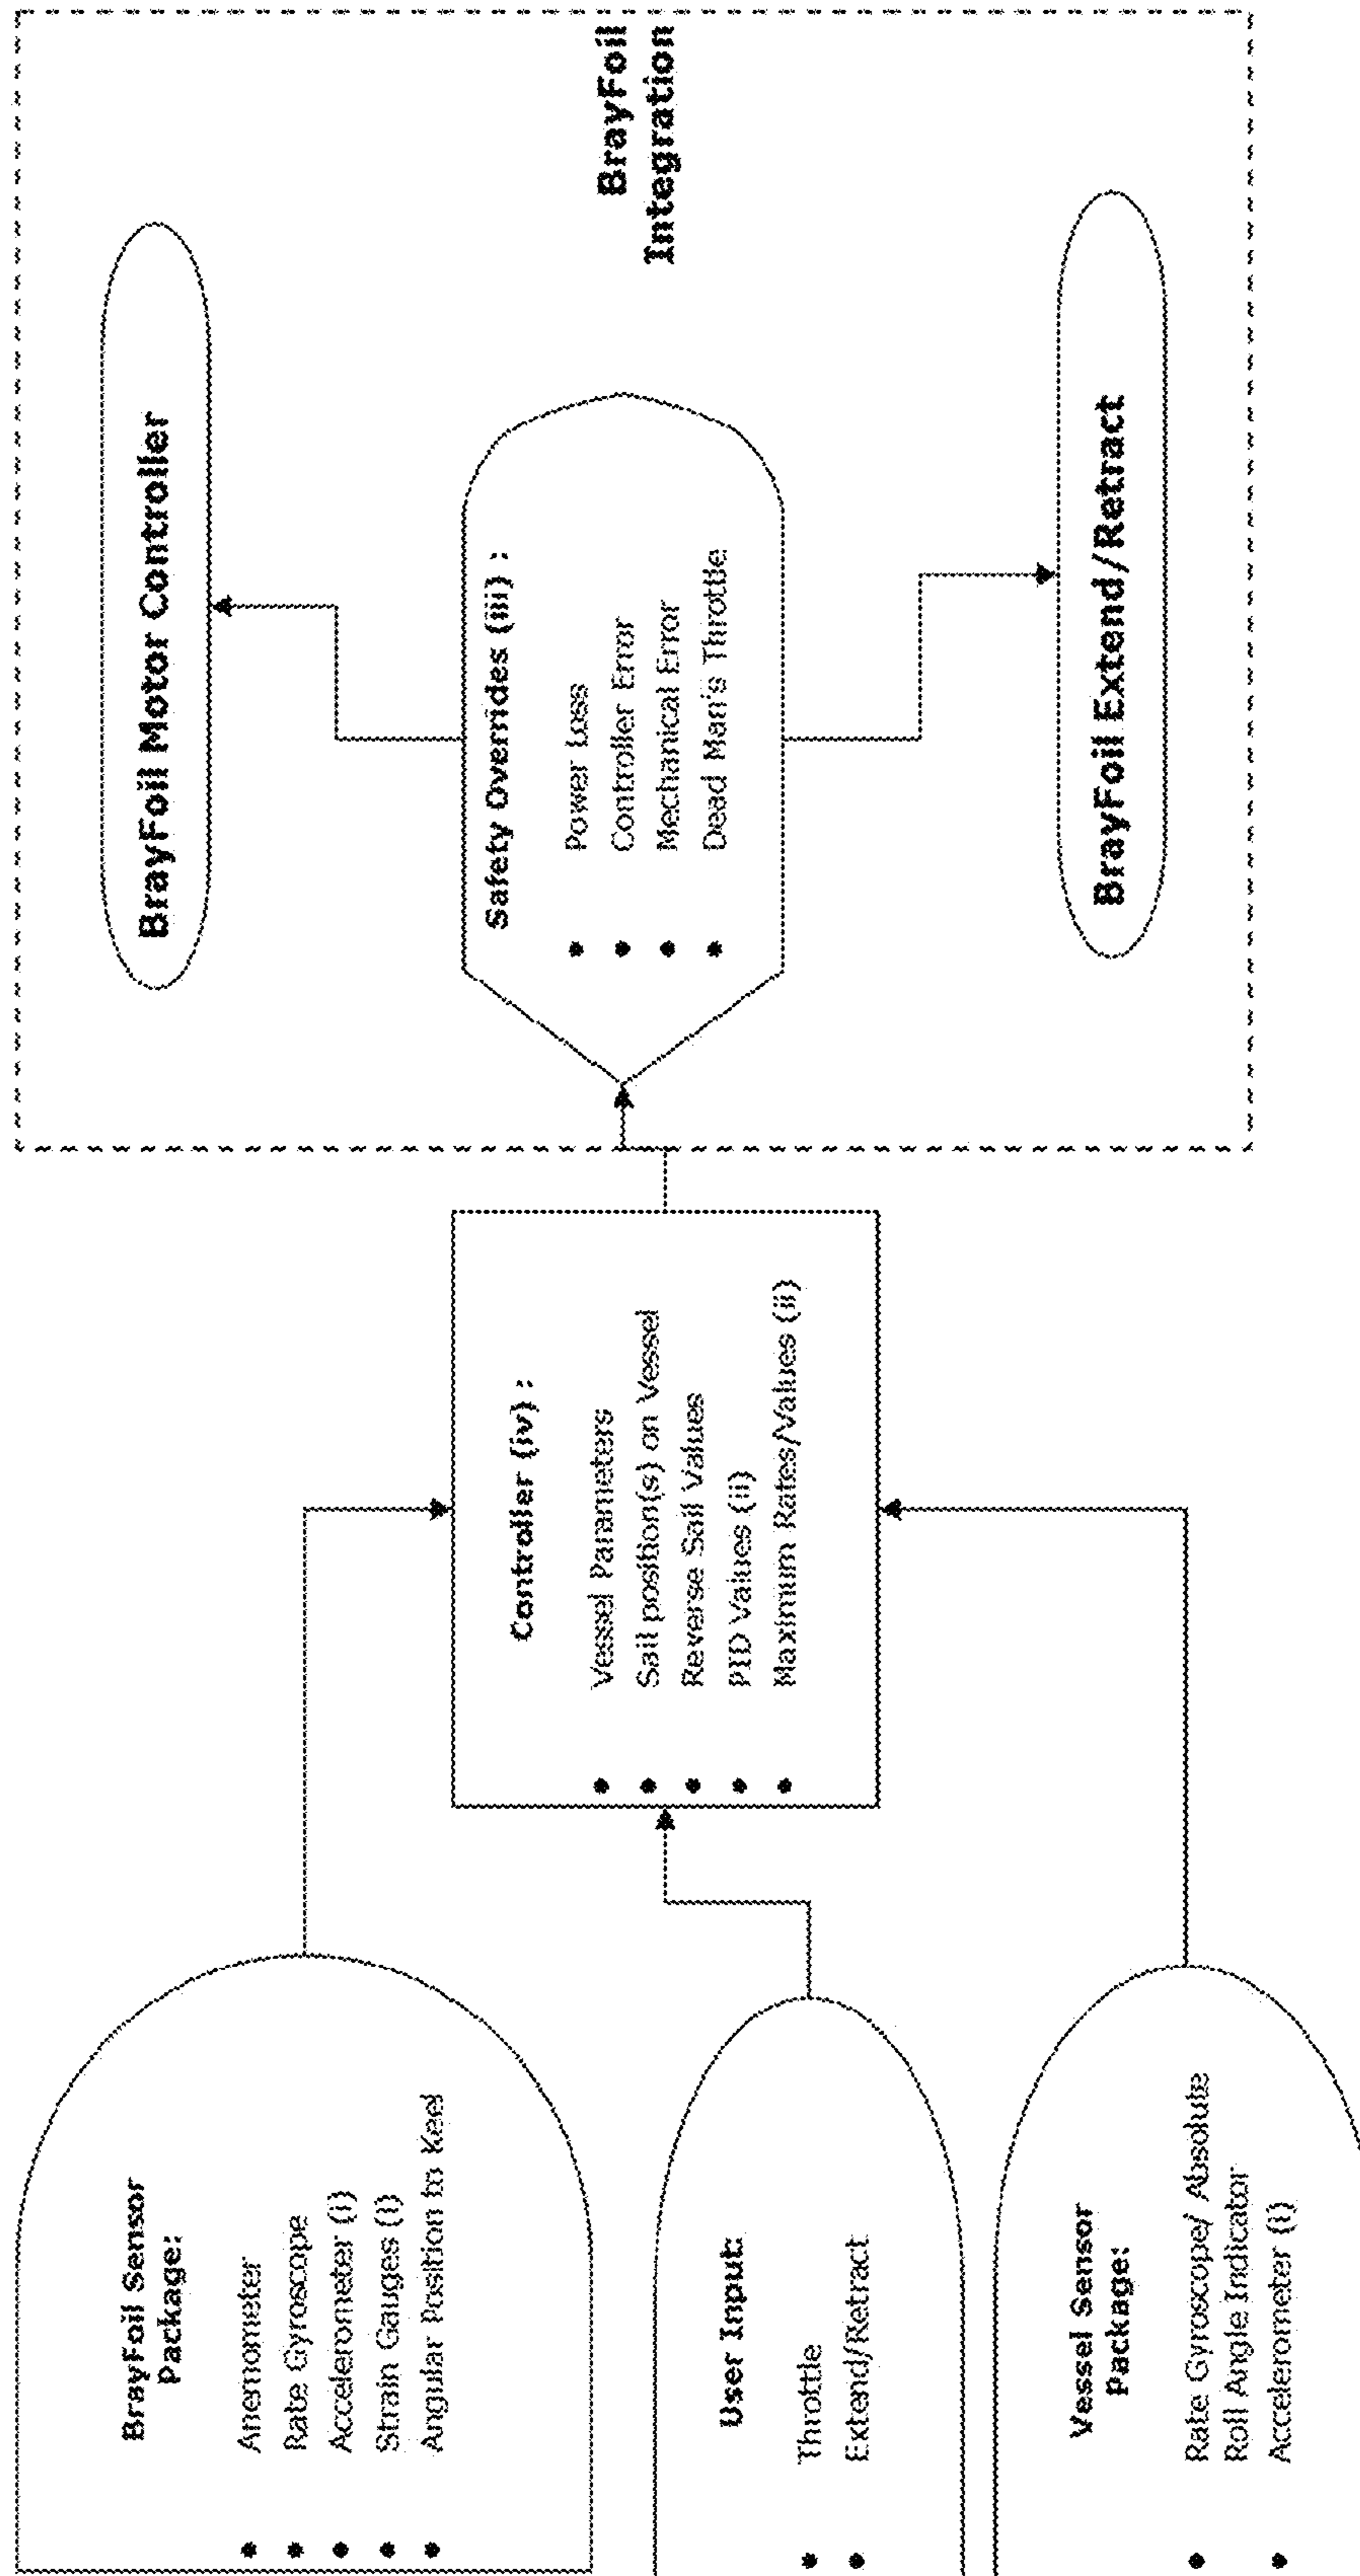 BrayFoil Sensor
Package:
Anemometer
Rate Gyroscope
Accelerometer (i)
Strain Gauges (i)
Angular Position to Keel
User Input:
Throttle
Extend/Retract
Vessel Sensor
Package:
Rate Gyroscope/ Absolute
Roll Angle Indicator
Accelerometer (i)
Controller (iv) :
Vessel Parameters
Sail position(s) on Vessel
Reverse Sail Values
PID Values (ii)
Maximum Rates/Values (ii)
BrayFoil Motor Controller
Safety Overrides (iii) :
Power Loss
Controller Error
Mechanical Error
Dead Man's Throttle
BrayFoil Extend/Retract
BrayFoil
Integration